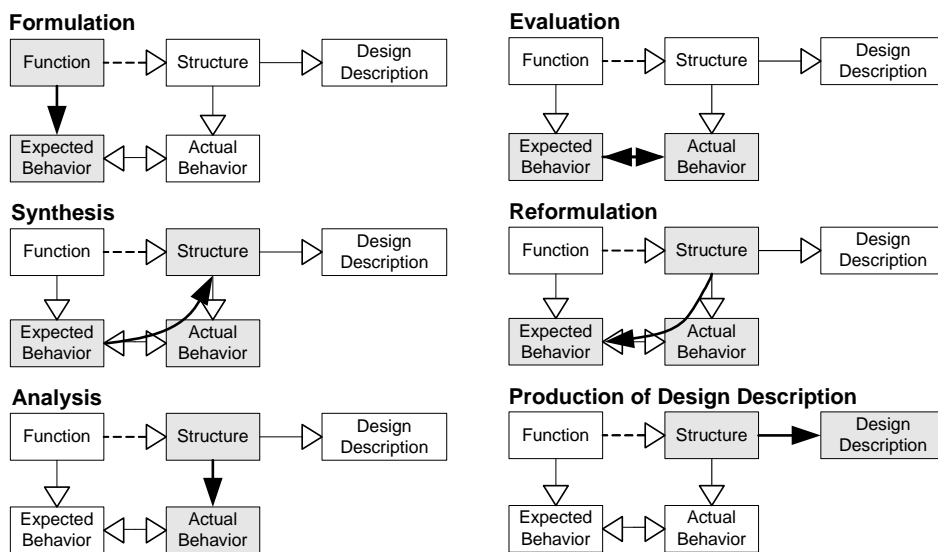 Formulation
Function
Structure
Design
Description
Expected
Behavior
Actual
Behavior
Synthesis
Function
Structure
Design
Description
Expected
Behavior
Actual
Behavior
Analysis
Function
Structure
Design
Description
Expected
Behavior
Actual
Behavior
Evaluation
Function
Structure
Design
Description
Expected
Behavior
Actual
Behavior
Reformulation
Function
Structure
Design
Description
Expected
Behavior
Actual
Behavior
Production of Design Description
Function
Structure
Design
Description
Expected
Behavior
Actual
Behavior